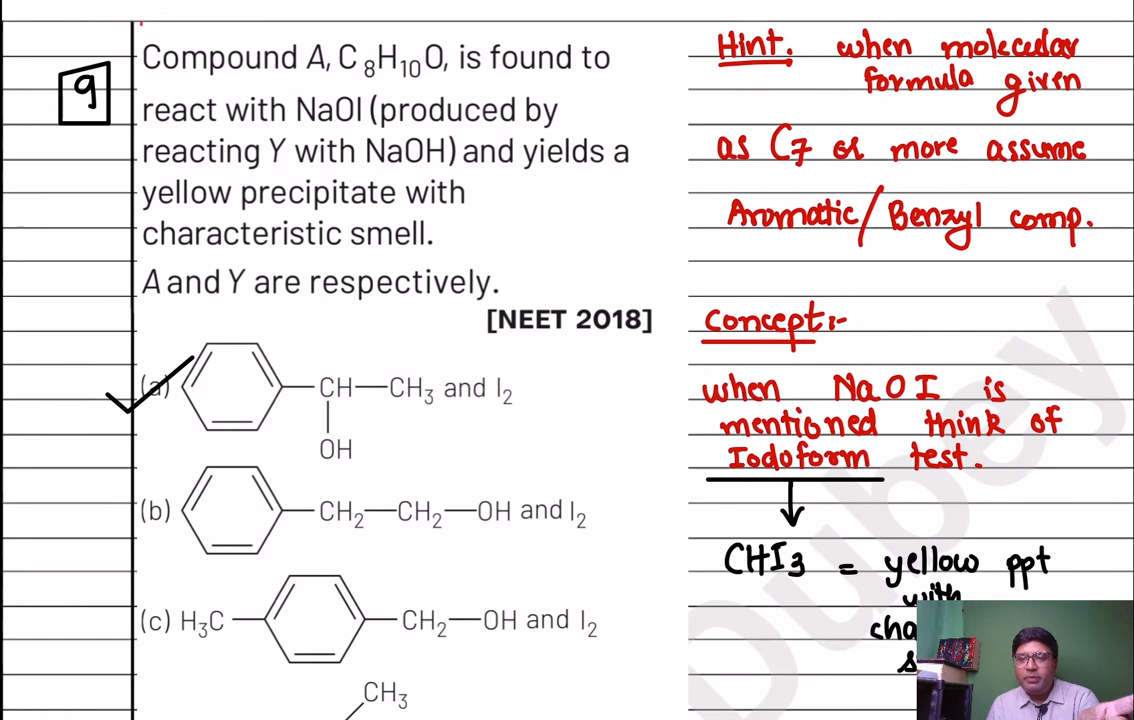 9
Compound A, C8H10O, is found to
react with NaOI (produced by
reacting Y with NaOH) and yields a
yellow precipitate with
characteristic smell.
A and Y are respectively.
[NEET 2018]
(a) CH—CH3 and I2
OH
(b) CH2—CH2—OH and I2
(c) H3C CH2—OH and I2
CH3
Hint. when molecular
formula given
as C7 or more assume
Aromatic/Benzyl comp.
Concept:-
when NaOI is
mentioned think of
Iodoform test.
CHI3 = yellow ppt
with
Dubey